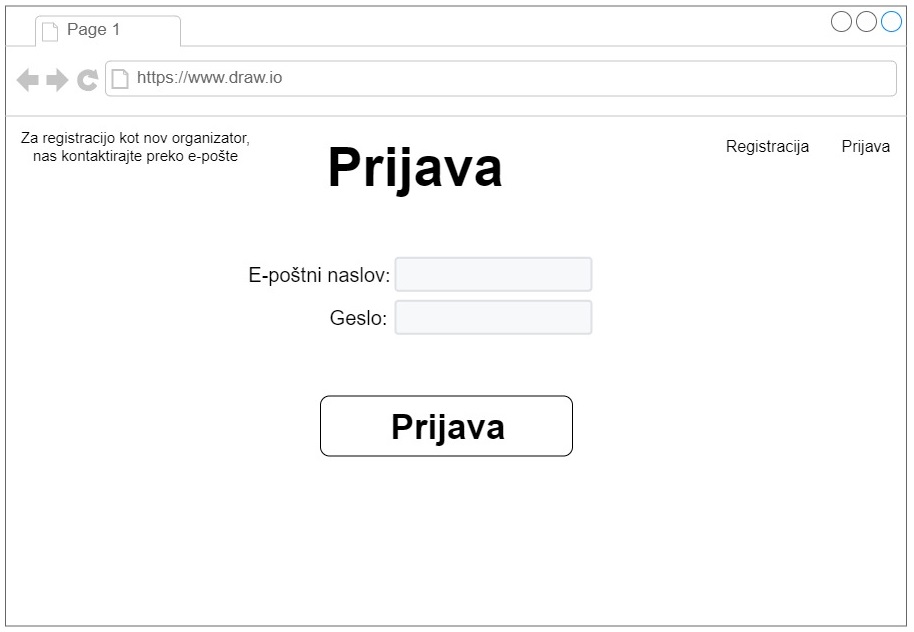 Page 1
https://www.draw.io
Za registracijo kot nov organizator,
nas kontaktirajte preko e-pošte
Prijava
Registracija
Prijava
E-poštni naslov:
Geslo:
Prijava